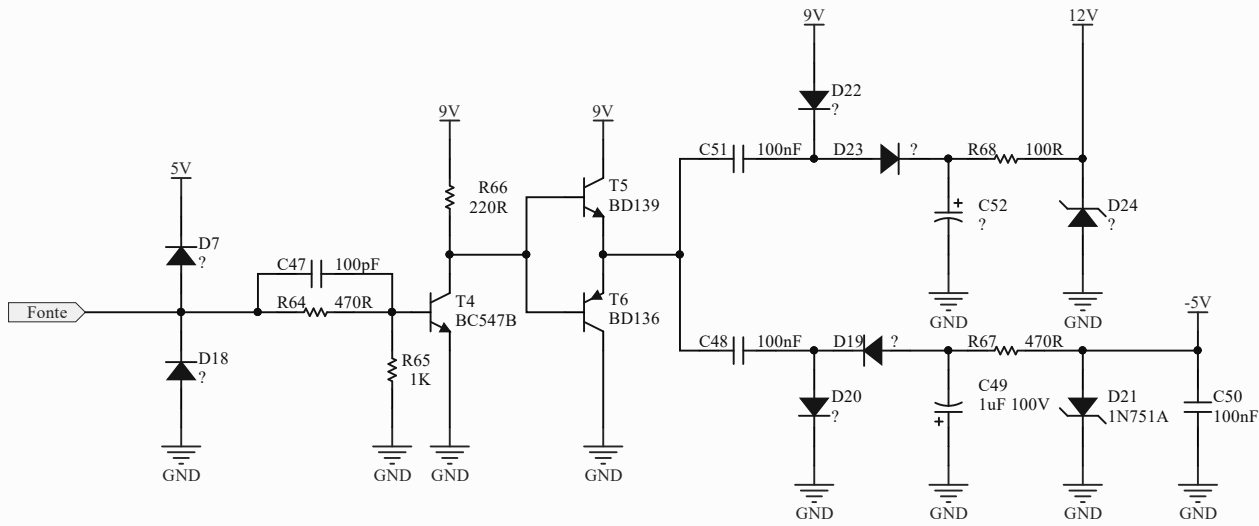 9V
12V
D22
?
9V
9V
C51
100nF
D23
?
R68
100R
5V
R66
220R
T5
BD139
C52
?
D24
?
D7
?
C47
100pF
Fonte
R64
470R
T4
BC547B
T6
BD136
GND
GND
-5V
D18
?
R65
1K
C48
100nF
D19
?
R67
470R
D20
?
C49
1uF 100V
D21
1N751A
C50
100nF
GND
GND
GND
GND
GND
GND
GND
GND